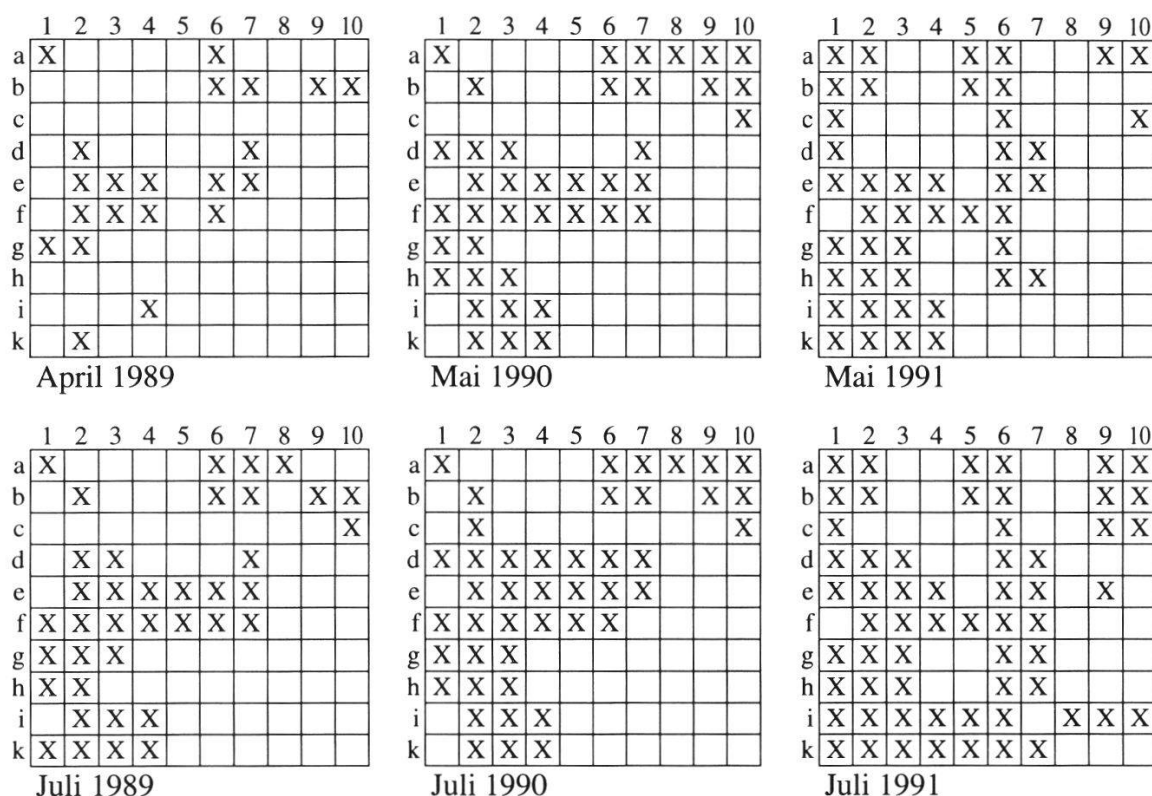 1 2 3 4 5 6 7 8 9 10
a X X
b X X X X
c
d X X
e X X X X X
f X X X X
g X X
h
i X
k X
April 1989
1 2 3 4 5 6 7 8 9 10
a X X X X X X
b X X X X X
c X
d X X X X
e X X X X X X
f X X X X X X X
g X X
h X X X
i X X X
k X X X
Mai 1990
1 2 3 4 5 6 7 8 9 10
a X X X X X X
b X X X X
c X X X
d X X X
e X X X X X X
f X X X X X
g X X X X
h X X X X X
i X X X X
k X X X X
Mai 1991
1 2 3 4 5 6 7 8 9 10
a X X X X
b X X X X X
c X
d X X X
e X X X X X X
f X X X X X X X
g X X X
h X X
i X X X
k X X X X
Juli 1989
1 2 3 4 5 6 7 8 9 10
a X X X X X X
b X X X X X
c X X
d X X X X X X X
e X X X X X X
f X X X X X X
g X X X
h X X X
i X X X
k X X X
Juli 1990
1 2 3 4 5 6 7 8 9 10
a X X X X X X
b X X X X X X
c X X X X
d X X X X X
e X X X X X X X
f X X X X X X
g X X X X X
h X X X X X
i X X X X X X X X X
k X X X X X X X
Juli 1991